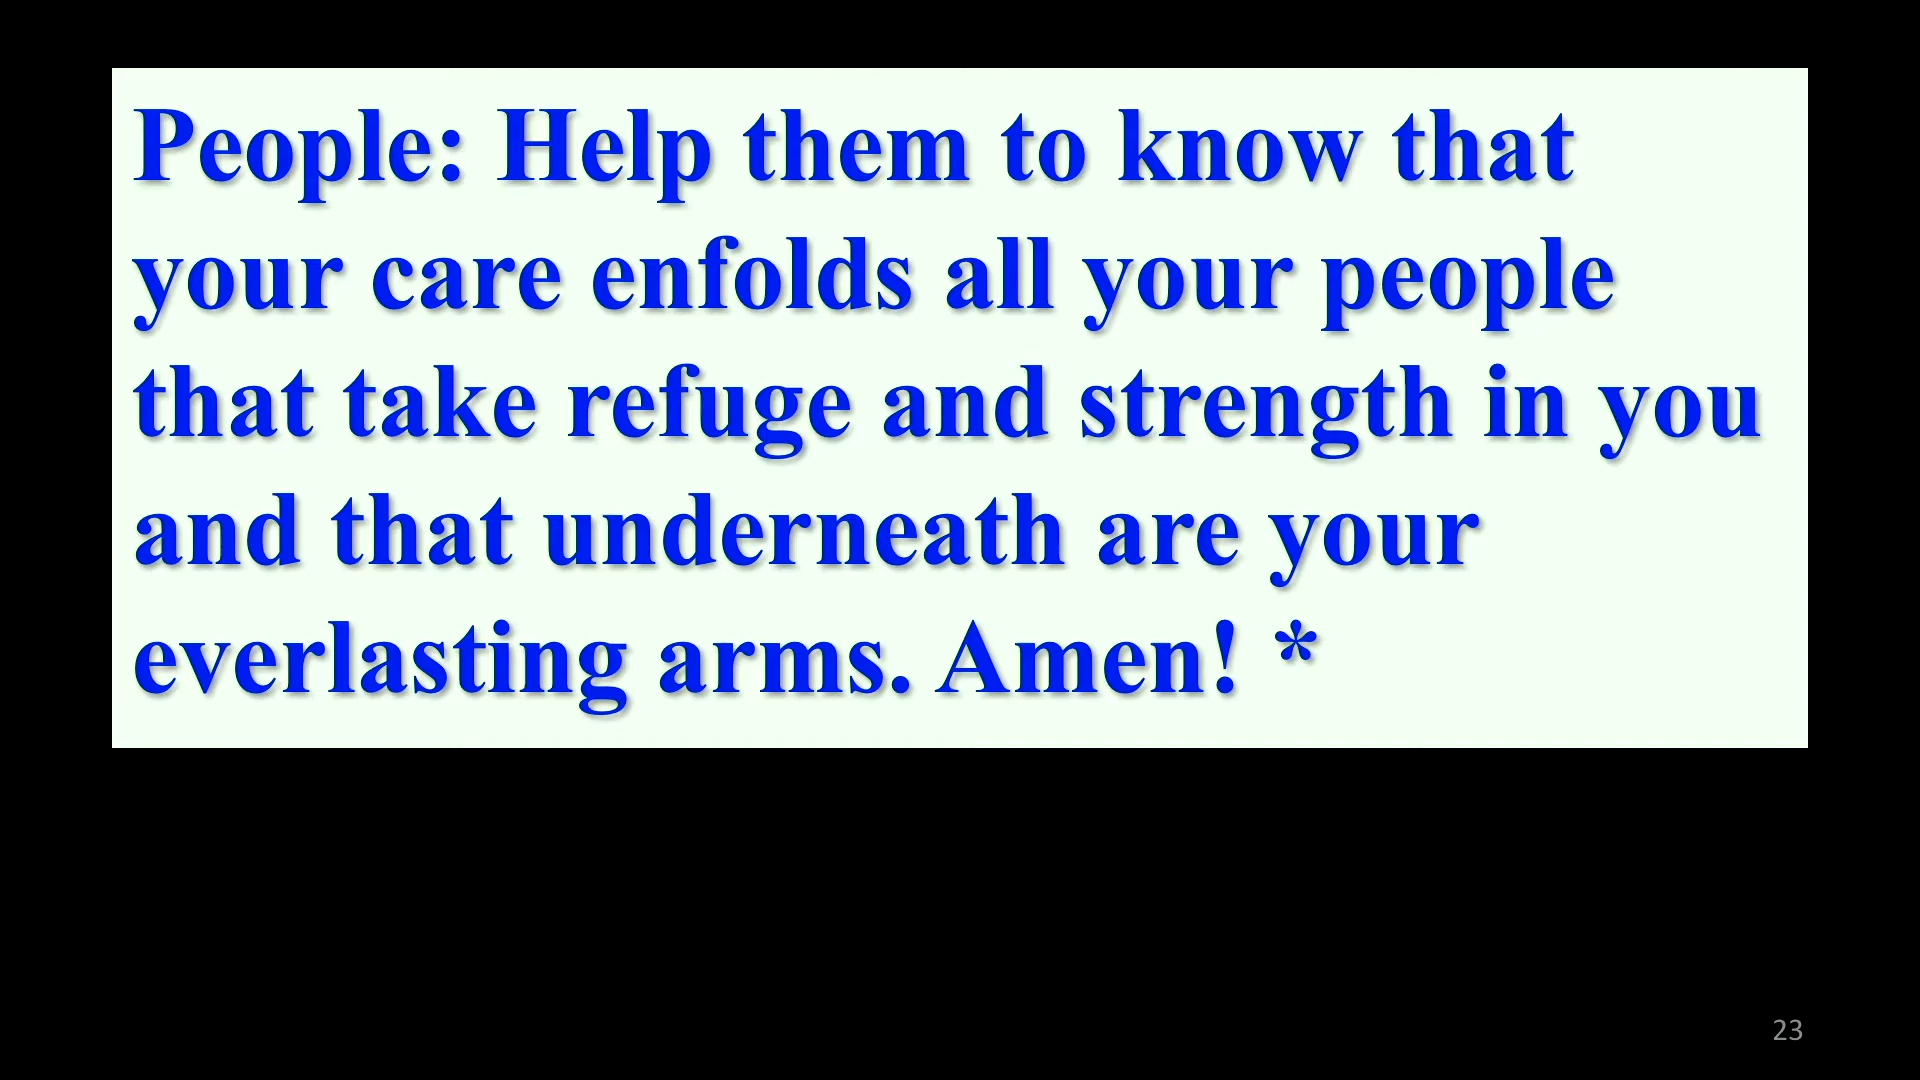 People: Help them to know that
your care enfolds all your people
that take refuge and strength in you
and that underneath are your
everlasting arms. Amen! *
23